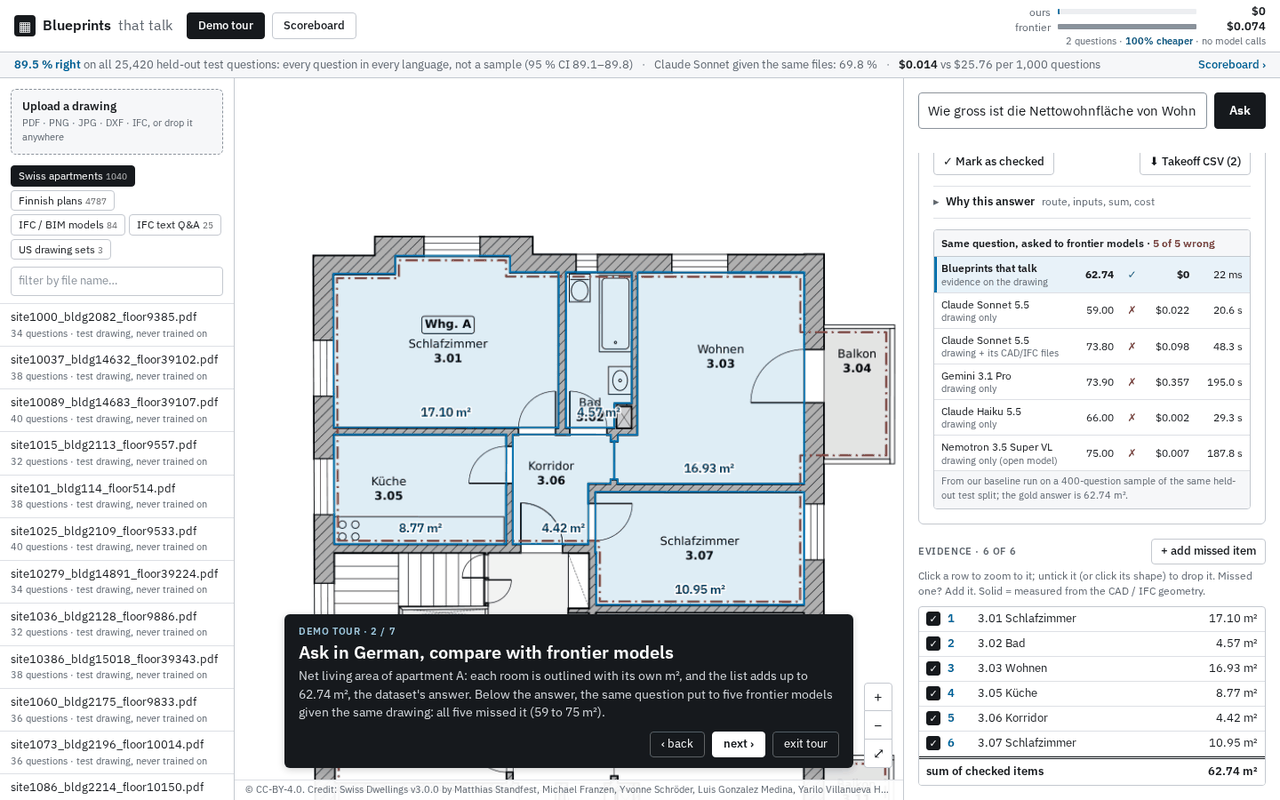 Blueprints that talk
Demo tour
Scoreboard
ours $0
frontier $0.074
2 questions · 100% cheaper · no model calls
89.5 % right on all 25,420 held-out test questions: every question in every language, not a sample (95 % CI 89.1–89.8) · Claude Sonnet given the same files: 69.8 % · $0.014 vs $25.76 per 1,000 questions
Scoreboard ›
Upload a drawing
PDF · PNG · JPG · DXF · IFC, or drop it
anywhere
Swiss apartments 1040
Finnish plans 4787
IFC / BIM models 84
IFC text Q&A 25
US drawing sets 3
filter by file name...
site1000_bldg2082_floor9385.pdf
34 questions · test drawing, never trained on
site10037_bldg14632_floor39102.pdf
38 questions · test drawing, never trained on
site10089_bldg14683_floor39107.pdf
40 questions · test drawing, never trained on
site1015_bldg2113_floor9557.pdf
32 questions · test drawing, never trained on
site101_bldg114_floor514.pdf
36 questions · test drawing, never trained on
site1025_bldg2109_floor9533.pdf
40 questions · test drawing, never trained on
site10279_bldg14891_floor39224.pdf
34 questions · test drawing, never trained on
site1036_bldg2128_floor9886.pdf
32 questions · test drawing, never trained on
site10386_bldg15018_floor39343.pdf
38 questions · test drawing, never trained on
site1060_bldg2175_floor9833.pdf
36 questions · test drawing, never trained on
site1073_bldg2196_floor10014.pdf
36 questions · test drawing, never trained on
site1086_bldg2214_floor10150.pdf
Whg. A
Schlafzimmer
3.01
17.10 m²
Bad
3.02
4.57 m²
Wohnen
3.03
16.93 m²
Balkon
3.04
Küche
3.05
8.77 m²
Korridor
3.06
4.42 m²
Schlafzimmer
3.07
10.95 m²
DEMO TOUR · 2 / 7
Ask in German, compare with frontier models
Net living area of apartment A: each room is outlined with its own m², and the list adds up to
62.74 m², the dataset's answer. Below the answer, the same question put to five frontier models
given the same drawing: all five missed it (59 to 75 m²).
‹ back
next ›
exit tour
+
−
⤢
© CC-BY-4.0. Credit: Swiss Dwellings v3.0.0 by Matthias Standfest, Michael Franzen, Yvonne Schröder, Luis Gonzalez Medina, Yarilo Villanueva H...
Wie gross ist die Nettowohnfläche von Wohn
Ask
✓ Mark as checked
⬇ Takeoff CSV (2)
▸ Why this answer route, inputs, sum, cost
Same question, asked to frontier models · 5 of 5 wrong
Blueprints that talk 62.74 ✓ $0 22 ms
evidence on the drawing
Claude Sonnet 5.5 59.00 ✗ $0.022 20.6 s
drawing only
Claude Sonnet 5.5 73.80 ✗ $0.098 48.3 s
drawing + its CAD/IFC files
Gemini 3.1 Pro 73.90 ✗ $0.357 195.0 s
drawing only
Claude Haiku 5.5 66.00 ✗ $0.002 29.3 s
drawing only
Nemotron 3.5 Super VL 75.00 ✗ $0.007 187.8 s
drawing only (open model)
From our baseline run on a 400-question sample of the same held-
out test split; the gold answer is 62.74 m².
EVIDENCE · 6 OF 6
+ add missed item
Click a row to zoom to it; untick it (or click its shape) to drop it. Missed
one? Add it. Solid = measured from the CAD / IFC geometry.
1 3.01 Schlafzimmer 17.10 m²
2 3.02 Bad 4.57 m²
3 3.03 Wohnen 16.93 m²
4 3.05 Küche 8.77 m²
5 3.06 Korridor 4.42 m²
6 3.07 Schlafzimmer 10.95 m²
sum of checked items 62.74 m²